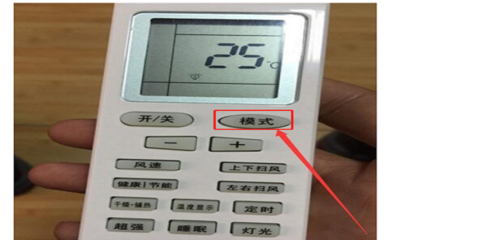 25°C
开/关 模式
− +
风速 上下扫风
健康|节能 左右扫风
干燥·辅热 温度显示 定时
超强 睡眠 灯光